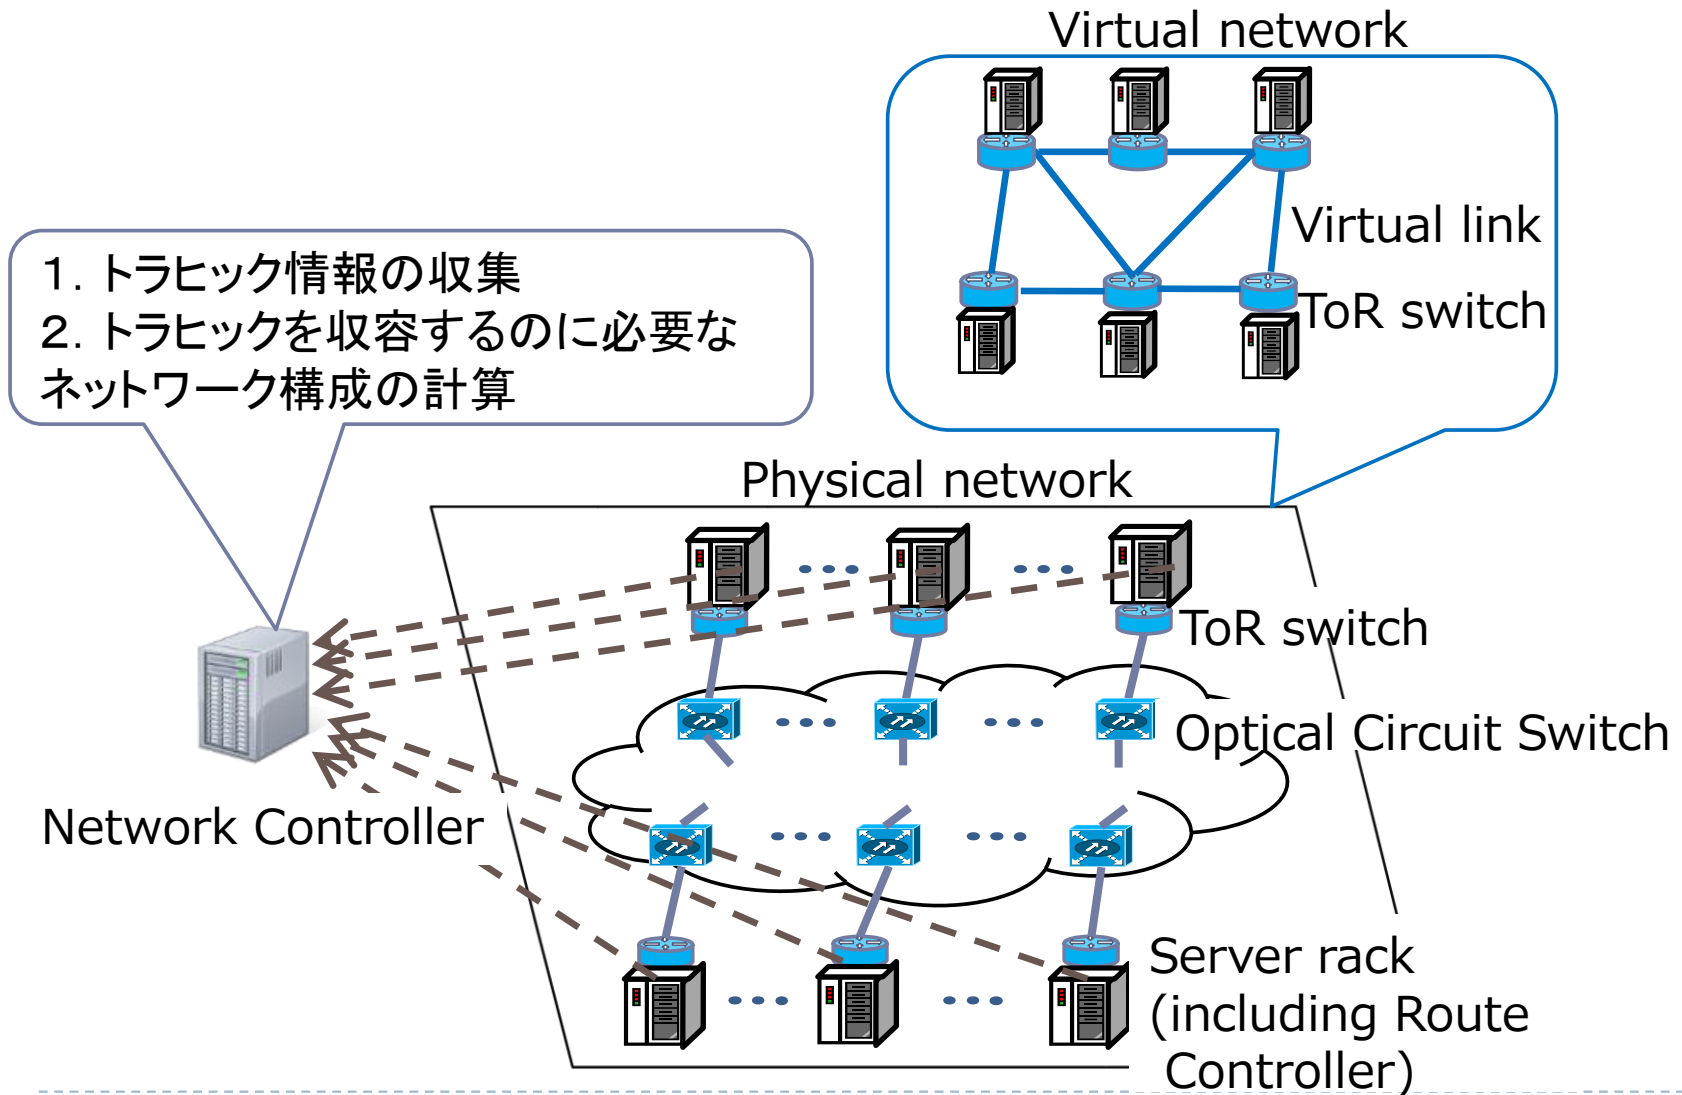 Virtual network
Virtual link
ToR switch
１．トラヒック情報の収集
２．トラヒックを収容するのに必要な
ネットワーク構成の計算
Physical network
ToR switch
Optical Circuit Switch
Network Controller
Server rack
(including Route
Controller)